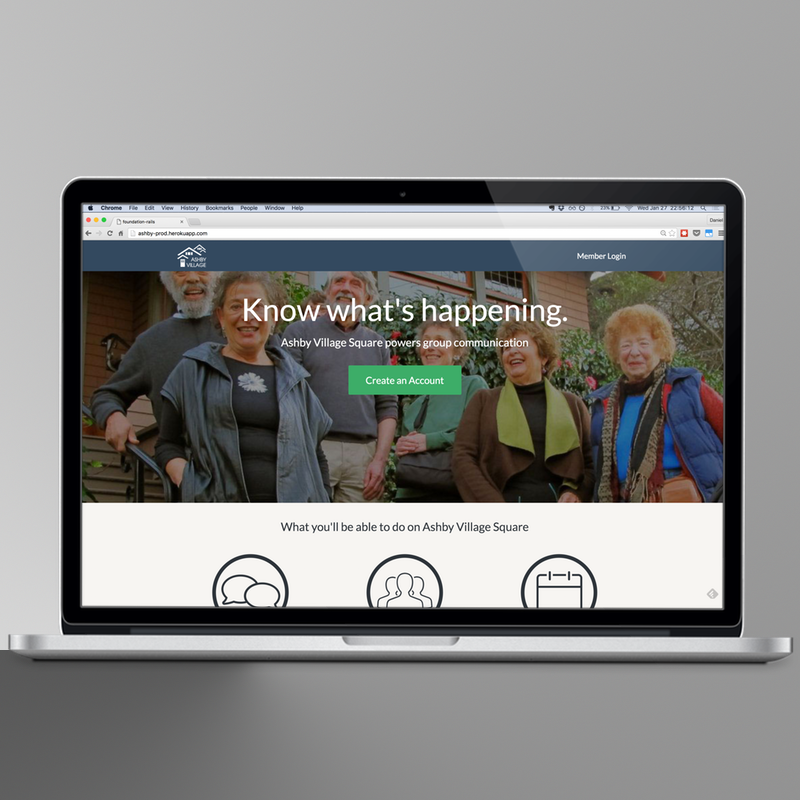 Chrome File Edit View History Bookmarks People Window Help 23% Wed Jan 27 22:56:12
foundation-rails Daniel
ashby-prod.herokuapp.com
ASHBY
VILLAGE
Member Login
Know what's happening.
Ashby Village Square powers group communication
Create an Account
What you'll be able to do on Ashby Village Square